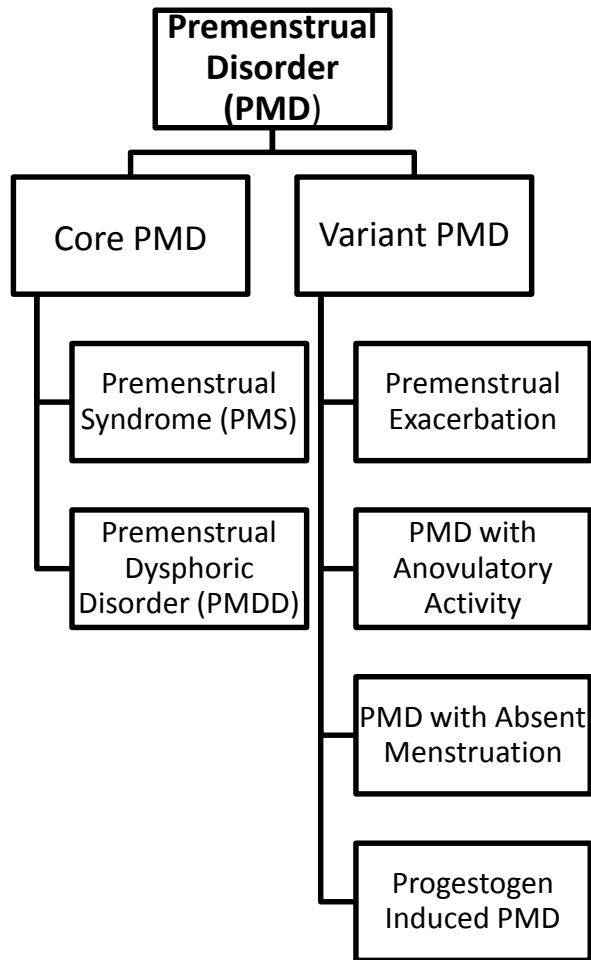 Premenstrual
Disorder
(PMD)
Core PMD
Variant PMD
Premenstrual
Syndrome (PMS)
Premenstrual
Dysphoric
Disorder (PMDD)
Premenstrual
Exacerbation
PMD with
Anovulatory
Activity
PMD with Absent
Menstruation
Progestogen
Induced PMD